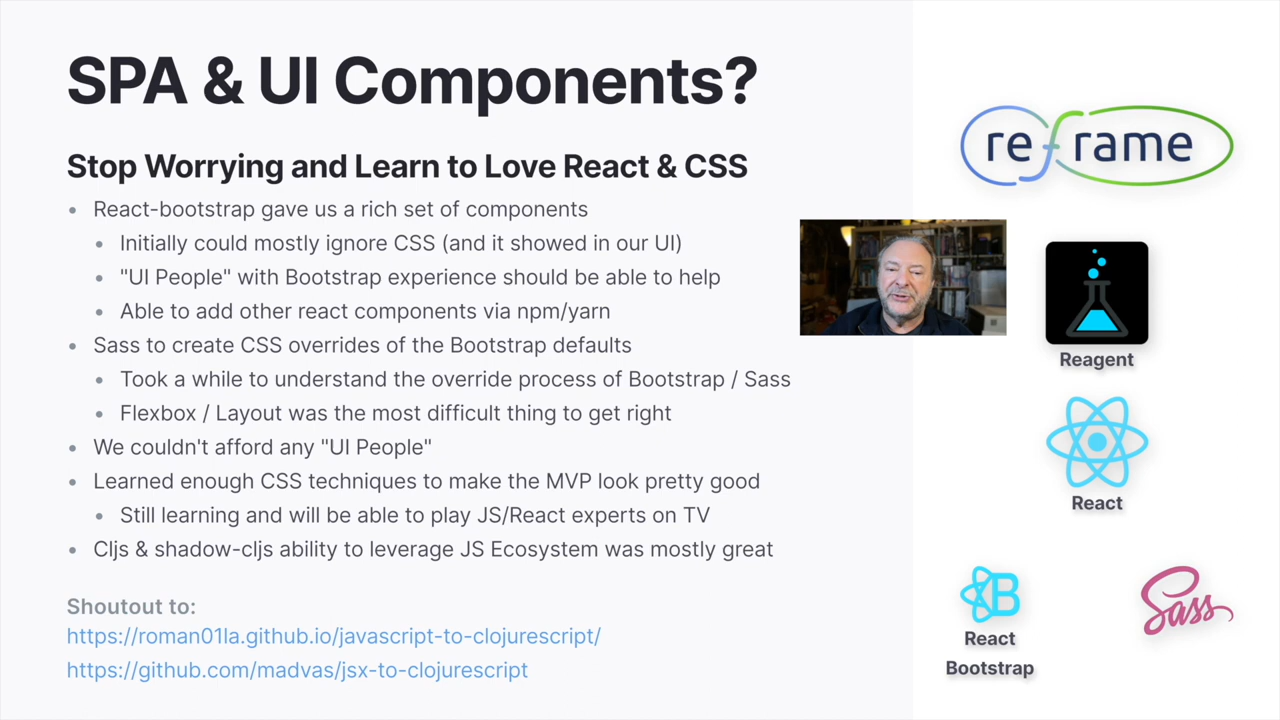 SPA & UI Components?
Stop Worrying and Learn to Love React & CSS
• React-bootstrap gave us a rich set of components
• Initially could mostly ignore CSS (and it showed in our UI)
• "UI People" with Bootstrap experience should be able to help
• Able to add other react components via npm/yarn
• Sass to create CSS overrides of the Bootstrap defaults
• Took a while to understand the override process of Bootstrap / Sass
• Flexbox / Layout was the most difficult thing to get right
• We couldn't afford any "UI People"
• Learned enough CSS techniques to make the MVP look pretty good
• Still learning and will be able to play JS/React experts on TV
• Cljs & shadow-cljs ability to leverage JS Ecosystem was mostly great
Shoutout to:
https://roman01la.github.io/javascript-to-clojurescript/
https://github.com/madvas/jsx-to-clojurescript
re-frame
Reagent
React
B
React
Bootstrap
Sass